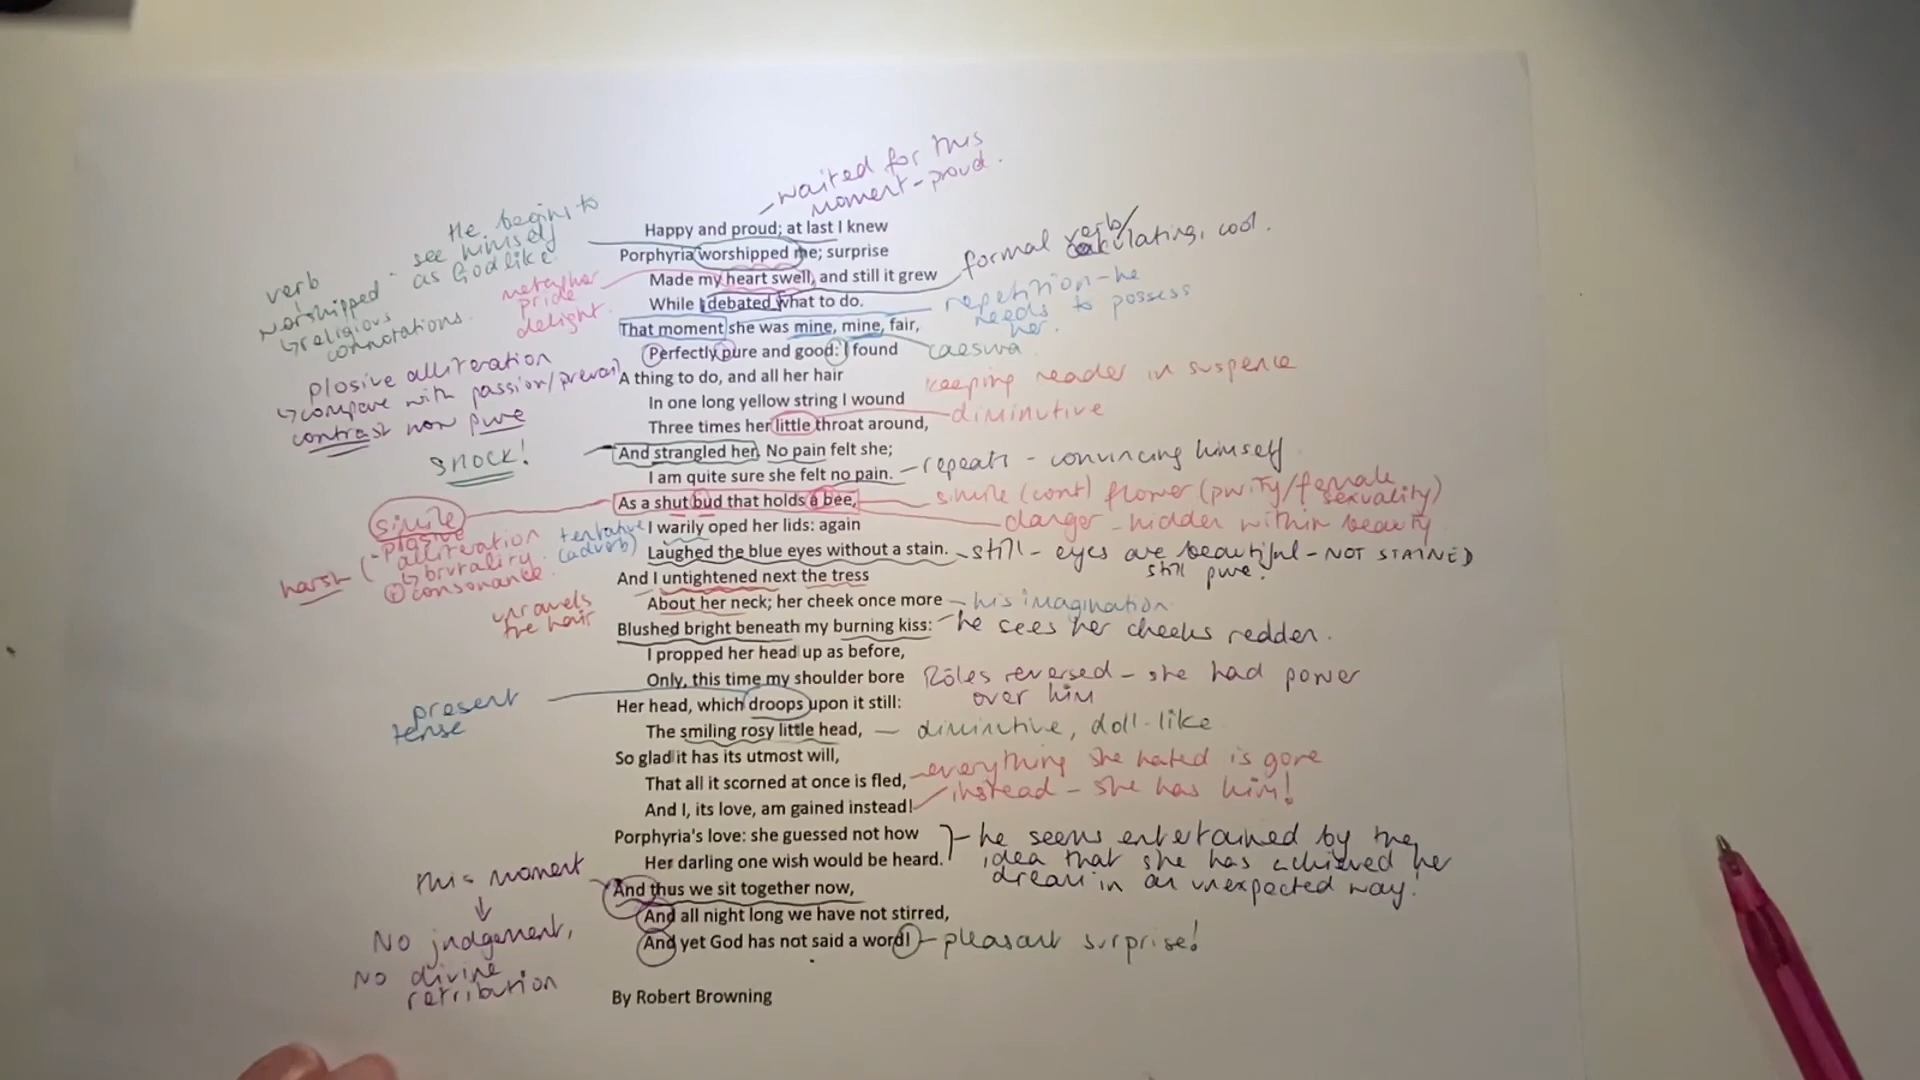 waited for this
moment - proud.
Happy and proud; at last I knew
Porphyria worshipped me; surprise
Made my heart swell, and still it grew
While I debated what to do.
That moment she was mine, mine, fair,
Perfectly pure and good: I found
A thing to do, and all her hair
In one long yellow string I wound
Three times her little throat around,
And strangled her. No pain felt she;
I am quite sure she felt no pain.
As a shut bud that holds a bee,
I warily oped her lids: again
Laughed the blue eyes without a stain.
And I untightened next the tress
About her neck; her cheek once more
Blushed bright beneath my burning kiss:
I propped her head up as before,
Only, this time my shoulder bore
Her head, which droops upon it still:
The smiling rosy little head,
So glad it has its utmost will,
That all it scorned at once is fled,
And I, its love, am gained instead!
Porphyria's love: she guessed not how
Her darling one wish would be heard.
And thus we sit together now,
And all night long we have not stirred,
And yet God has not said a word!
By Robert Browning
He begins to
see himself
as God like.
verb
worshipped -
↳ religious
connotations.
metaphor
pride
delight.
plosive alliteration
↳ compare with passion/prevail
contrast now pure
SHOCK!
simile
- plosive
alliteration
↳ brutality
+ consonance.
harsh (
tentative
(adverb)
unravels
the hair
present
tense
this moment
↓
No judgement,
No divine
retribution
formal verb/
calculating, cool.
repetition - he
needs to possess
her.
caesura
keeping reader in suspence
diminutive
repeats - convincing himself
simile (cont) flower (purity/female
sexuality)
danger - hidden within beauty
still - eyes are beautiful - NOT STAINED
still pure.
his imagination
he sees her cheeks redden.
Roles reversed - she had power
over him
diminutive, doll-like
everything she hated is gone
instead - she has him!
he seems entertained by the
idea that she has achieved her
dream in an unexpected way!
pleasant surprise!